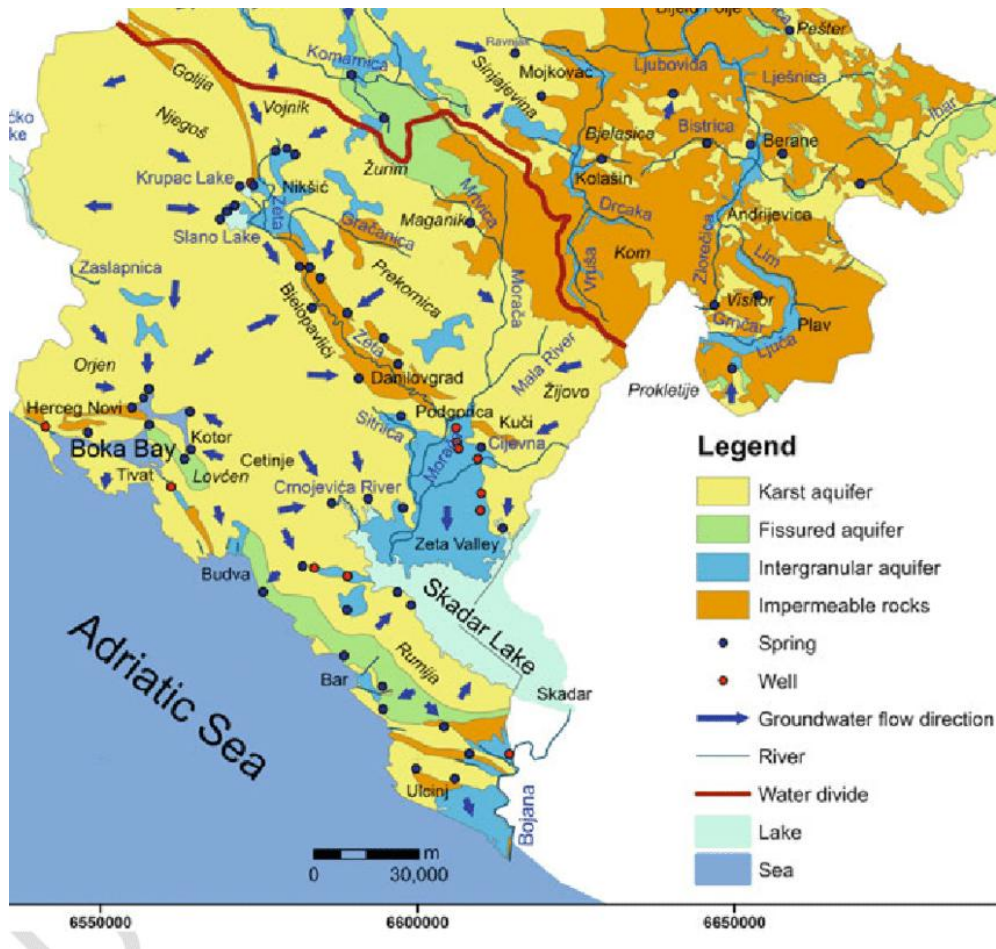 Bijelo Polje
Pešter
Komarnica
Ravnjak
Sinjajevina
Mojkovac
Ljuboviđa
Lješnica
Golija
Vojnik
Ibar
Njegoš
Bjelasica
Bistrica
Berane
Žurim
Krupac Lake
Nikšić
Kolašin
Mrtvica
Maganik
Zeta
Gračanica
Drcaka
Andrijevica
Slano Lake
Kom
Vruša
Zlorečica
Lim
Zaslapnica
Prekornica
Morača
Visitor
Bjelopavlići
Grnčar
Plav
Ljuča
Zeta
Mala River
Orjen
Danilovgrad
Žijovo
Prokletije
Herceg Novi
Podgorica
Kuči
Sitnica
Kotor
Boka Bay
Cetinje
Morača
Cijevna
Tivat
Lovćen
Crnojevića River
Zeta Valley
Budva
Skadar Lake
Rumija
Bar
Skadar
Adriatic Sea
Ulcinj
Bojana
Legend
Karst aquifer
Fissured aquifer
Intergranular aquifer
Impermeable rocks
Spring
Well
Groundwater flow direction
River
Water divide
Lake
Sea
m
0 30,000
6550000 6600000 6650000